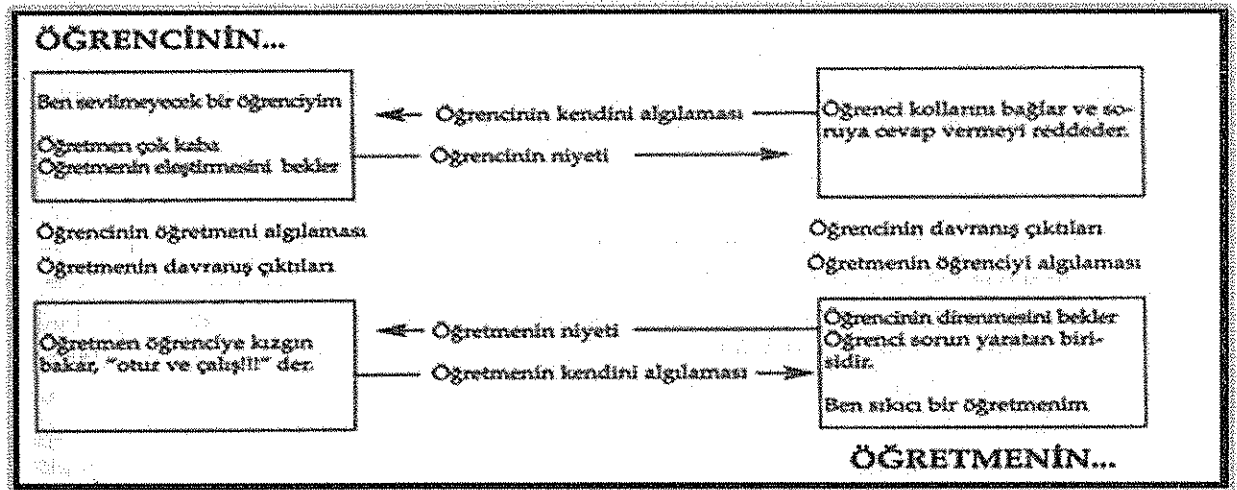 ÖĞRENCİNİN...
Ben sevilmeyecek bir öğrenciyim
Öğretmen çok kaba
Öğretmenin eleştirmesini bekler
Öğrencinin kendini algılaması
Öğrencinin niyeti
Öğrenci kollarını bağlar ve so-
ruya cevap vermeyi reddeder.
Öğrencinin öğretmeni algılaması
Öğretmenin davranış çıktıları
Öğrencinin davranış çıktıları
Öğretmenin öğrenciyi algılaması
Öğretmen öğrenciye kızgın
bakar, "otur ve çalış!!!" der.
Öğretmenin niyeti
Öğretmenin kendini algılaması
Öğrencinin direnmesini bekler
Öğrenci sorun yaratan biri-
sidir.
Ben sıkıcı bir öğretmenim
ÖĞRETMENİN...